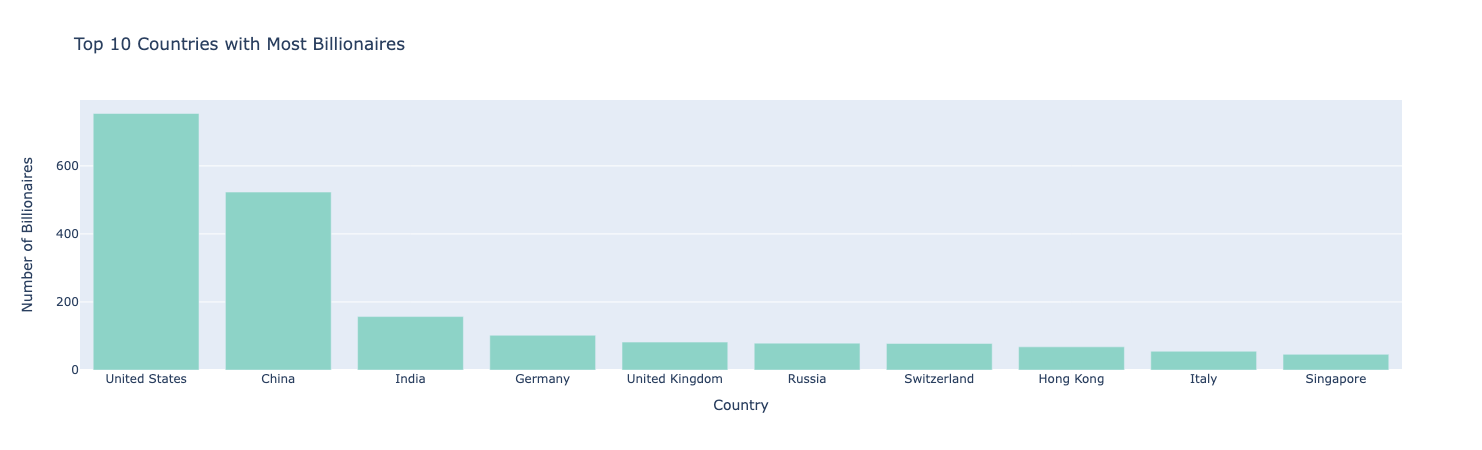 Top 10 Countries with Most Billionaires
Number of Billionaires
600
400
200
0
United States China India Germany United Kingdom Russia Switzerland Hong Kong Italy Singapore
Country